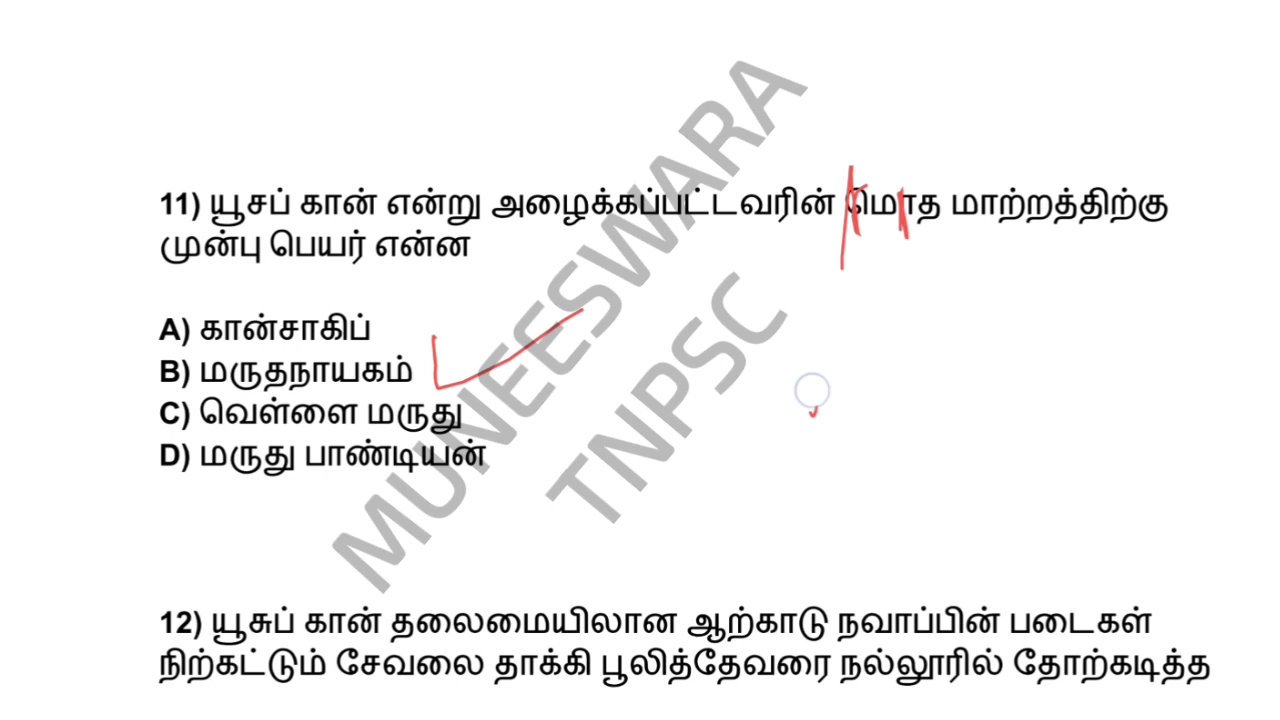 11) யூசப் கான் என்று அழைக்கப்பட்டவரின் மொத மாற்றத்திற்கு
முன்பு பெயர் என்ன
A) கான்சாகிப்
B) மருதநாயகம்
C) வெள்ளை மருது
D) மருது பாண்டியன்
MUNEESWARA
TNPSC
12) யூசுப் கான் தலைமையிலான ஆற்காடு நவாப்பின் படைகள்
நிற்கட்டும் சேவலை தாக்கி பூலித்தேவரை நல்லூரில் தோற்கடித்த